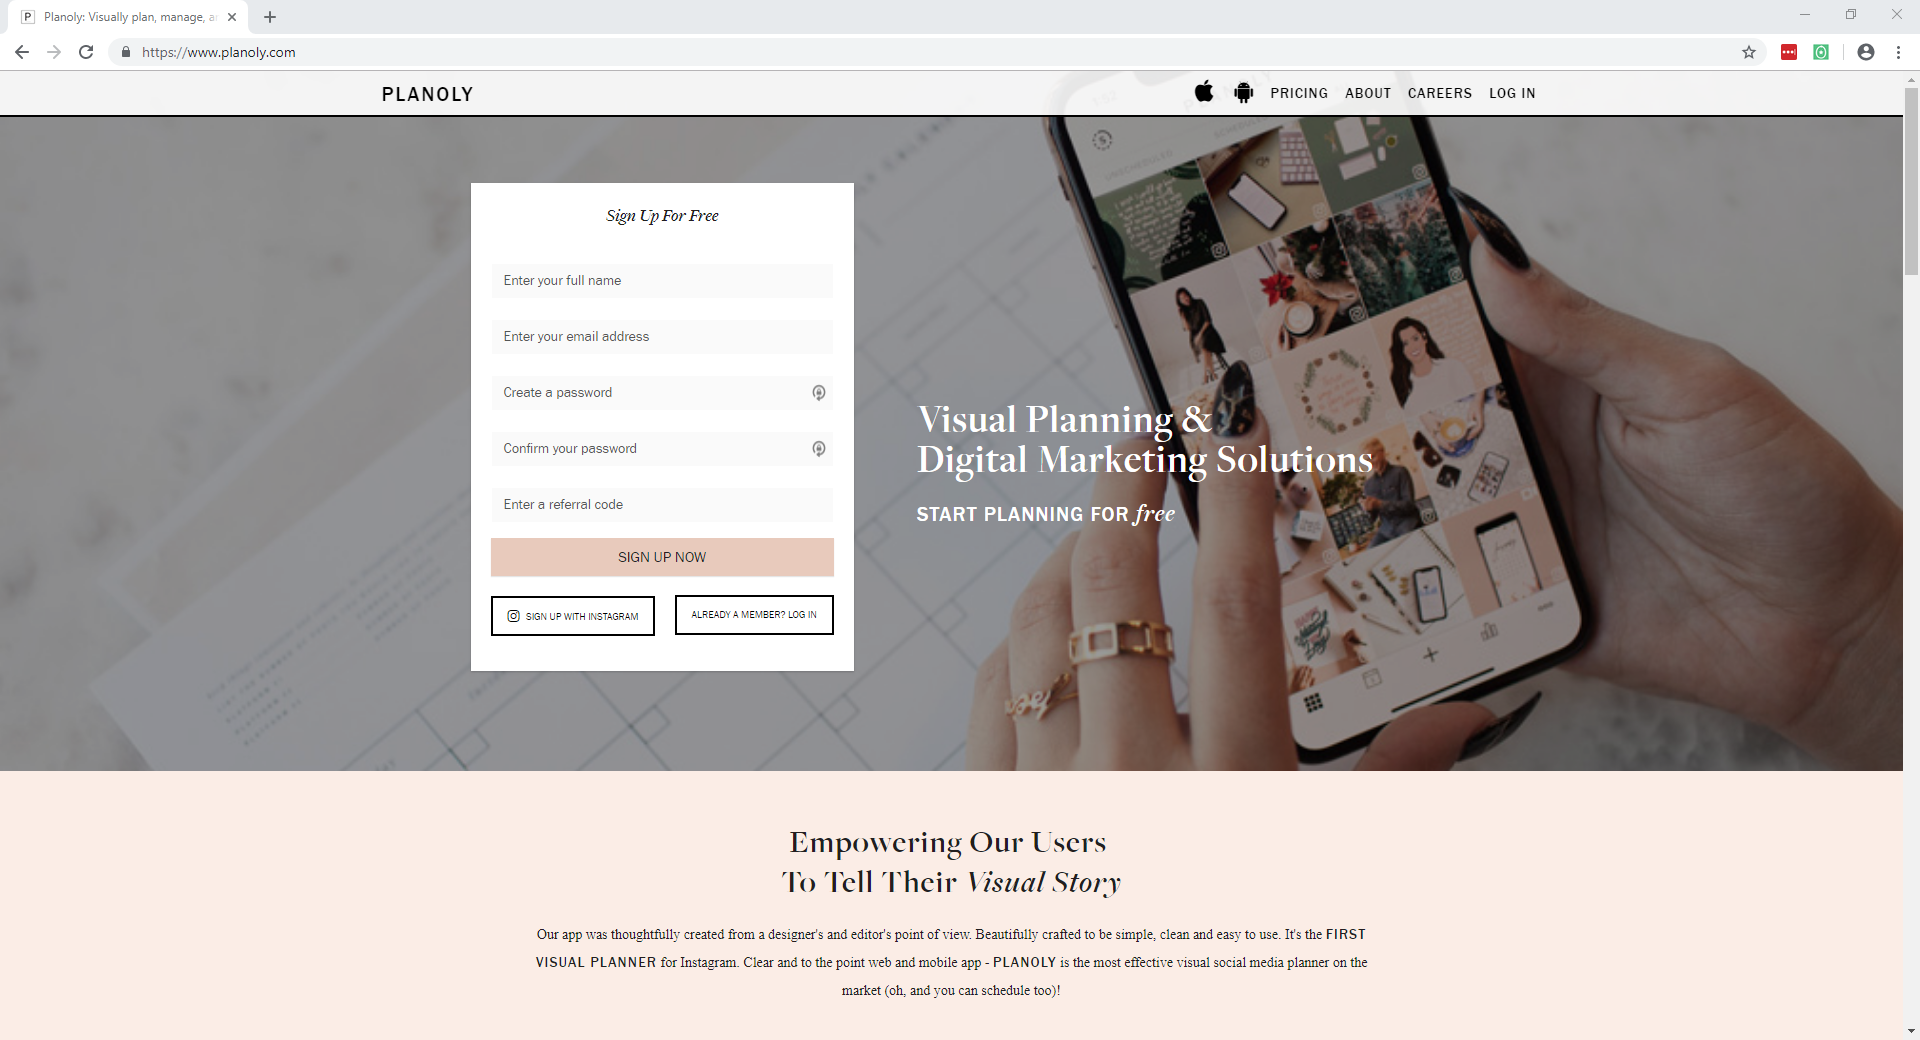 Planoly: Visually plan, manage, a
https://www.planoly.com
PLANOLY
PRICING
ABOUT
CAREERS
LOG IN
Sign Up For Free
Enter your full name
Enter your email address
Create a password
Confirm your password
Enter a referral code
SIGN UP NOW
SIGN UP WITH INSTAGRAM
ALREADY A MEMBER? LOG IN
UNSCHEDULED
SCHEDULED
Visual Planning &
Digital Marketing Solutions
START PLANNING FOR free
Empowering Our Users
To Tell Their Visual Story
Our app was thoughtfully created from a designer's and editor's point of view. Beautifully crafted to be simple, clean and easy to use. It's the FIRST
VISUAL PLANNER for Instagram. Clear and to the point web and mobile app - PLANOLY is the most effective visual social media planner on the
market (oh, and you can schedule too)!